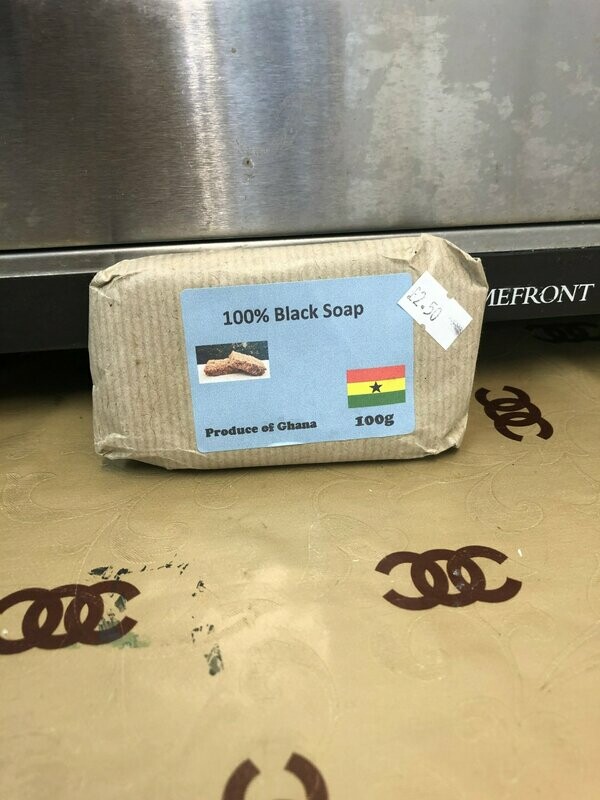 £2.50
MEFRONT
100% Black Soap
Produce of Ghana
100g